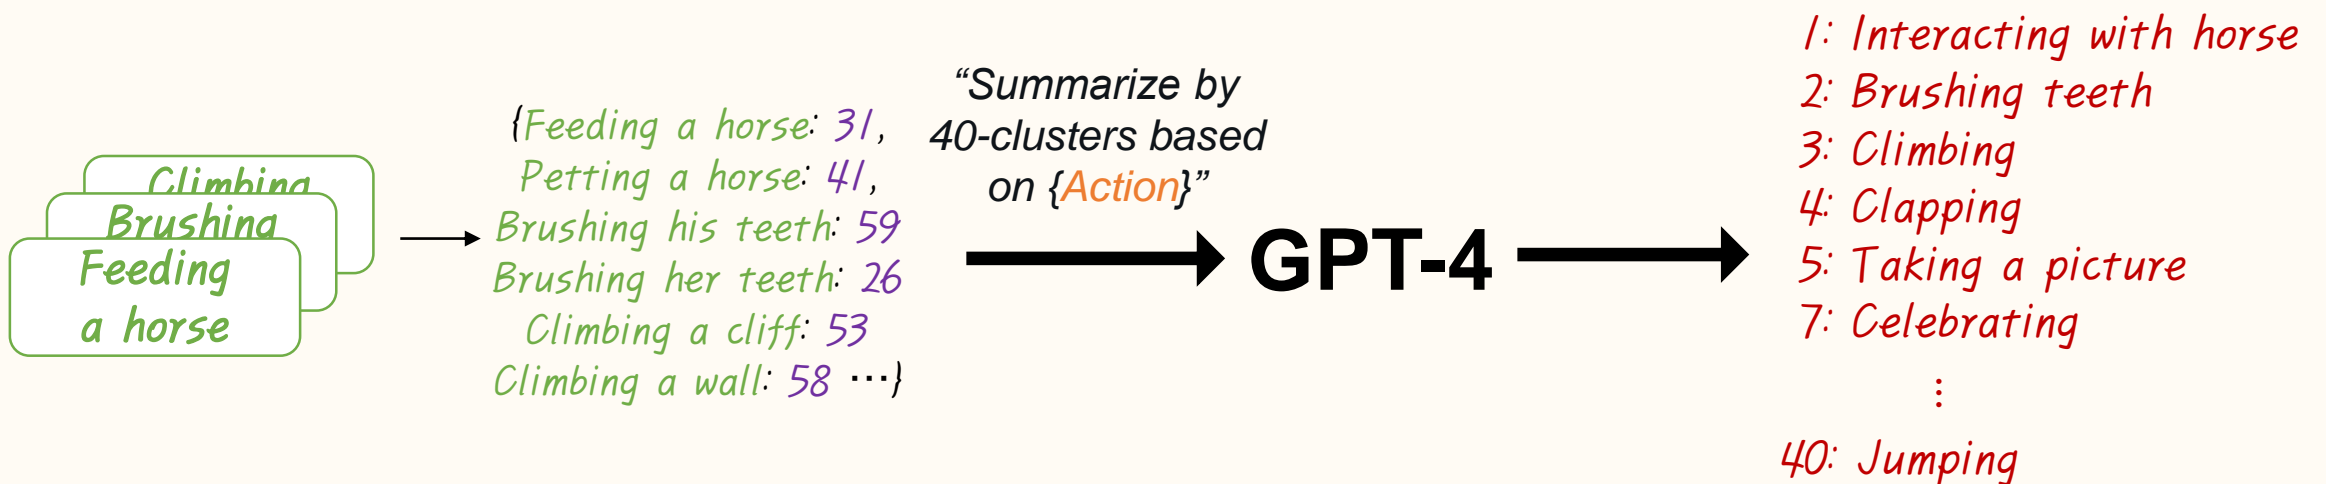 Climbing
Brushing
Feeding
a horse
{Feeding a horse: 31,
Petting a horse: 41,
Brushing his teeth: 59
Brushing her teeth: 26
Climbing a cliff: 53
Climbing a wall: 58 ⋯}
“Summarize by
40-clusters based
on {Action}”
GPT-4
1: Interacting with horse
2: Brushing teeth
3: Climbing
4: Clapping
5: Taking a picture
7: Celebrating
⋮
40: Jumping